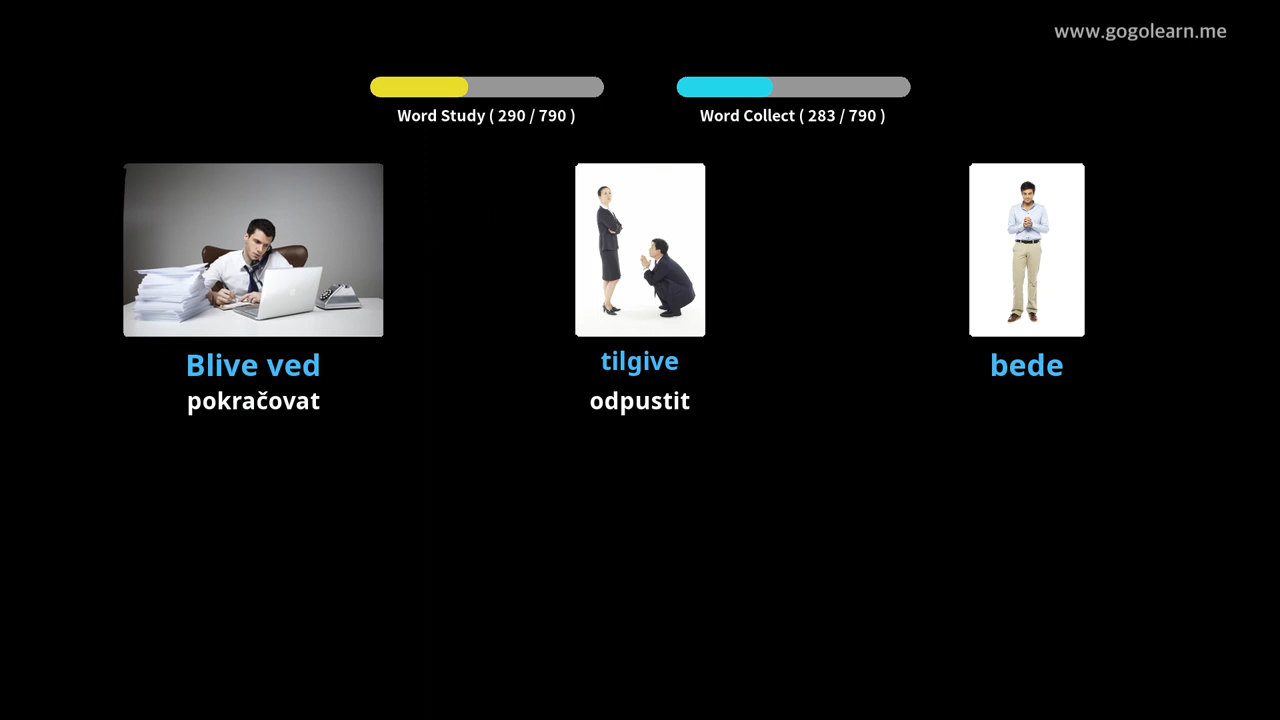 www.gogolearn.me
Word Study ( 290 / 790 )
Word Collect ( 283 / 790 )
Blive ved
pokračovat
tilgive
odpustit
bede